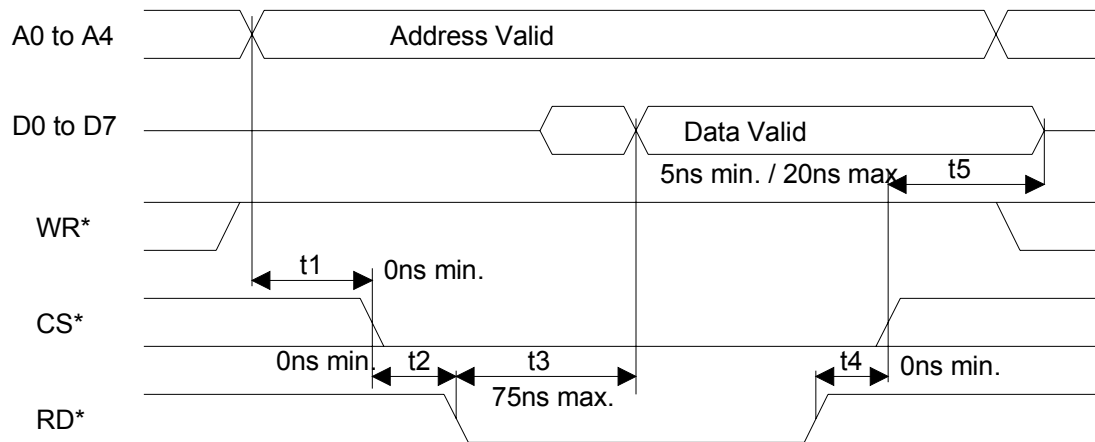 A0 to A4
Address Valid
D0 to D7
Data Valid
5ns min. / 20ns max
t5
WR*
t1
0ns min.
CS*
0ns min.
t2
t3
t4
0ns min.
75ns max.
RD*